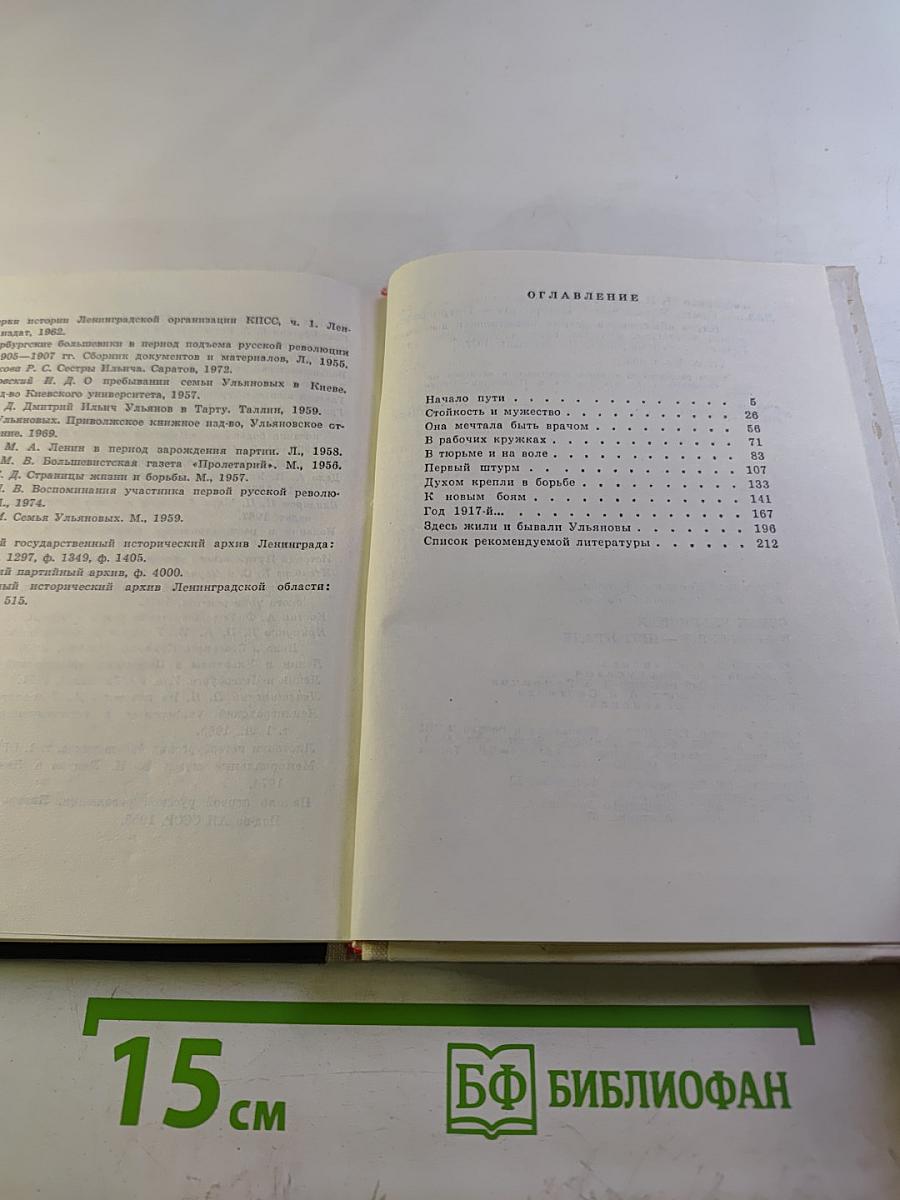 рки истории Ленинградской организации КПСС, ч. 1. Лен-
издат, 1962.
рбургские большевики в период подъема русской революции
905—1907 гг. Сборник документов и материалов, Л., 1955.
сова Р. С. Сестры Ильича. Саратов, 1972.
овский И. Д. О пребывании семьи Ульяновых в Киеве.
д-во Киевского университета, 1957.
Д. Дмитрий Ильич Ульянов в Тарту. Таллин, 1959.
льяновых. Приволжское книжное изд-во, Ульяновское от-
ние. 1969.
М. А. Ленин в период зарождения партии. Л., 1958.
М. В. Большевистская газета «Пролетарий». М., 1956.
Д. Страницы жизни и борьбы. М., 1957.
В. Воспоминания участника первой русской револю-
1974.
Семья Ульяновых. М., 1959.
й государственный исторический архив Ленинграда:
1297, ф. 1349, ф. 1405.
ий партийный архив, ф. 4000.
ный исторический архив Ленинградской области:
515.
ОГЛАВЛЕНИЕ
Начало пути . . . . . . . . . . . . . . . 5
Стойкость и мужество . . . . . . . . . . . 26
Она мечтала быть врачом . . . . . . . . . 56
В рабочих кружках . . . . . . . . . . . . 71
В тюрьме и на воле . . . . . . . . . . . . 83
Первый штурм . . . . . . . . . . . . . . 107
Духом крепли в борьбе . . . . . . . . . . 133
К новым боям . . . . . . . . . . . . . . 141
Год 1917-й... . . . . . . . . . . . . . . 167
Здесь жили и бывали Ульяновы . . . . . . . 196
Список рекомендуемой литературы . . . . . . 212
15 см
БФ БИБЛИОФАН